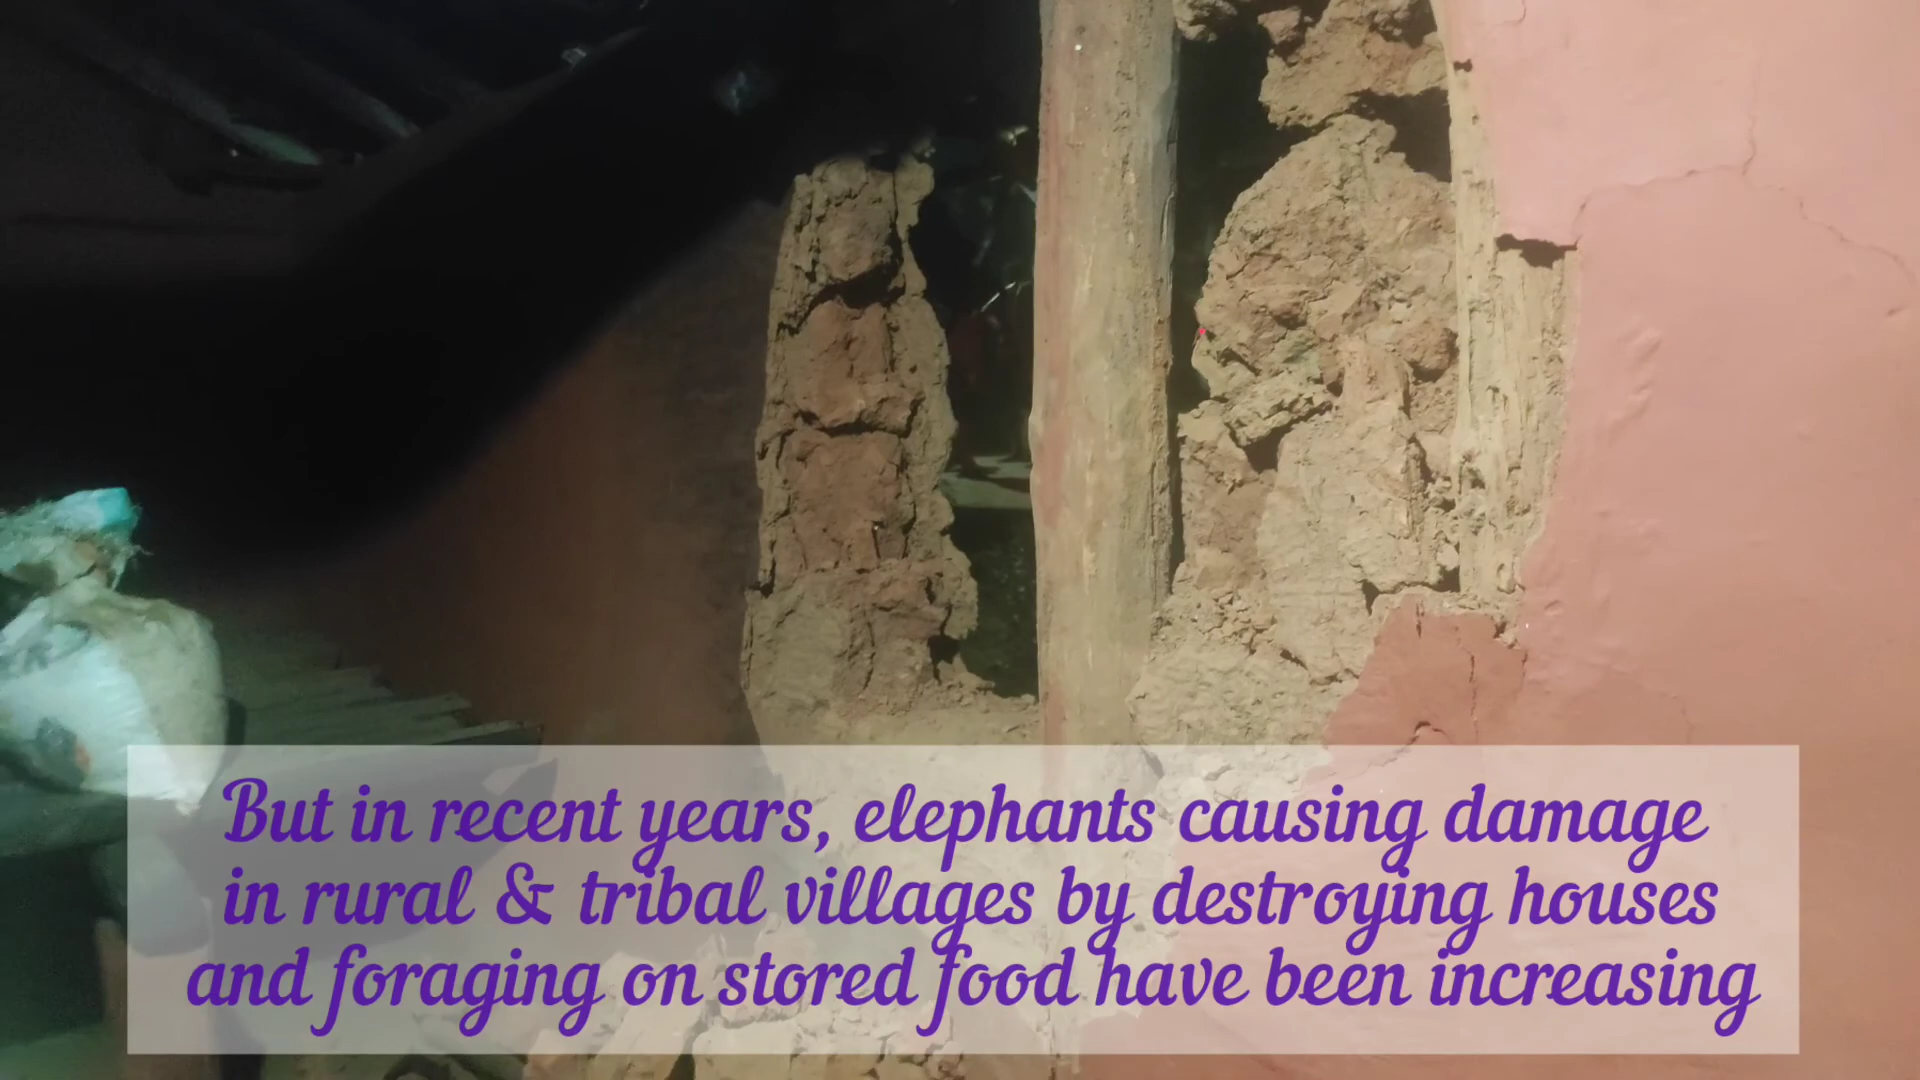 But in recent years, elephants causing damage
in rural & tribal villages by destroying houses
and foraging on stored food have been increasing